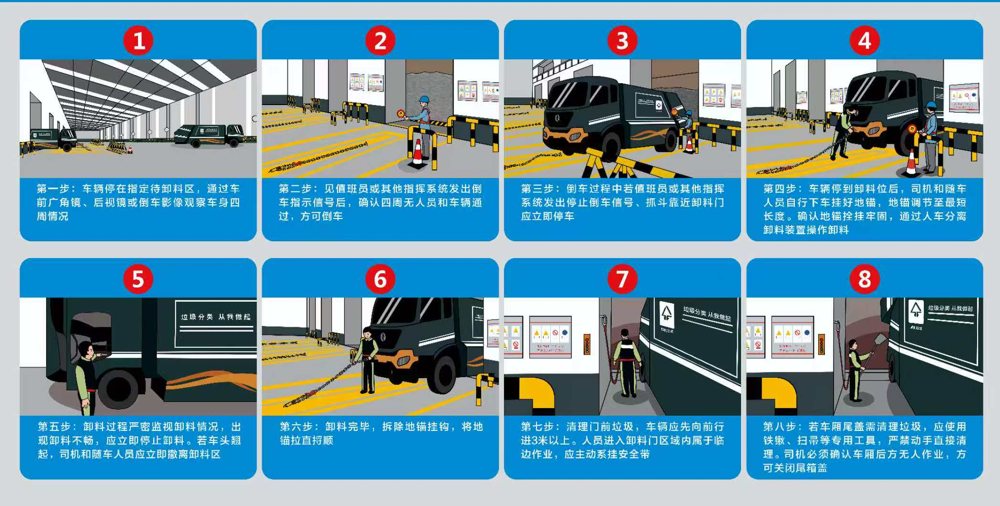 1
第一步：车辆停在指定待卸料区，通过车
前广角镜、后视镜或倒车影像观察车身四
周情况
2
第二步：见值班员或其他指挥系统发出倒
车指示信号后，确认四周无人员和车辆通
过，方可倒车
3
第三步：倒车过程中若值班员或其他指挥
系统发出停止倒车信号、抓斗靠近卸料门
应立即停车
4
第四步：车辆停到卸料位后，司机和随车
人员自行下车挂好地锚，地锚调节至最短
长度。确认地锚拴挂牢固，通过人车分离
卸料装置操作卸料
5
垃圾分类 从我做起
第五步：卸料过程严密监视卸料情况，出
现卸料不畅，应立即停止卸料。若车头翘
起，司机和随车人员应立即撤离卸料区
6
第六步：卸料完毕，拆除地锚挂钩，将地
锚拉直捋顺
7
垃圾分类 从我做起
第七步：清理门前垃圾，车辆应先向前行
进3米以上。人员进入卸料门区域内属于临
边作业，应主动系挂安全带
8
垃圾分类 从我做起
第八步：若车厢尾盖需清理垃圾，应使用
铁锹、扫帚等专用工具，严禁动手直接清
理。司机必须确认车厢后方无人作业，方
可关闭尾箱盖